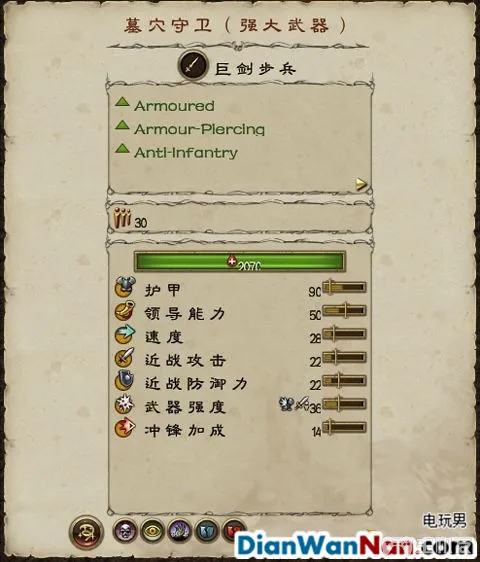 墓穴守卫（强大武器）
巨剑步兵
Armoured
Armour-Piercing
Anti-Infantry
30
2070
护甲 90
领导能力 50
速度 28
近战攻击 22
近战防御力 22
武器强度 36
冲锋加成 14
电玩男
DianWanNan.com